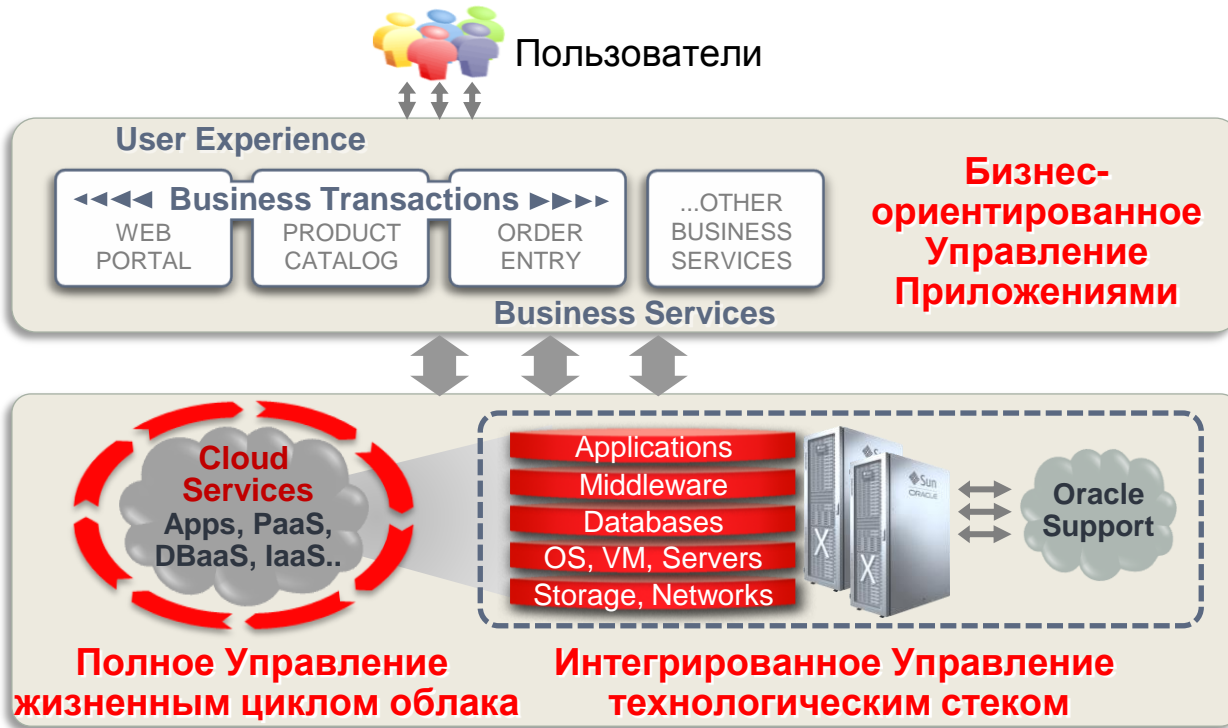 Пользователи
User Experience
Business Transactions
WEB
PORTAL
PRODUCT
CATALOG
ORDER
ENTRY
...OTHER
BUSINESS
SERVICES
Business Services
Бизнес-
ориентированное
Управление
Приложениями
Cloud
Services
Apps, PaaS,
DBaaS, IaaS..
Applications
Middleware
Databases
OS, VM, Servers
Storage, Networks
Sun
Sun
ORACLE
X
X
Oracle
Support
Полное Управление
жизненным циклом облака
Интегрированное Управление
технологическим стеком